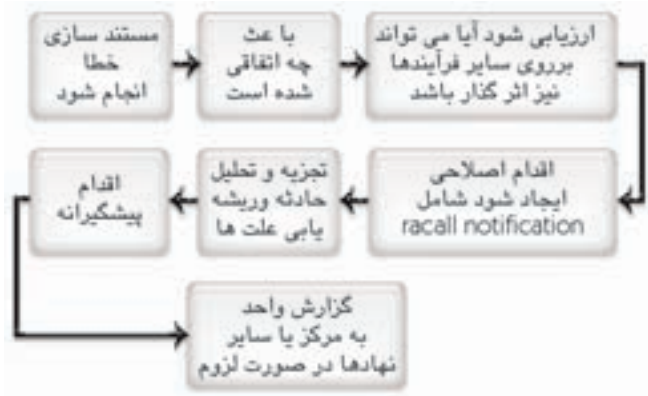 مستند سازی
خطا
انجام شود
با عث
چه اتفاقی
شده است
ارزیابی شود آیا می تواند
برروی سایر فرآیندها
نیز اثر گذار باشد
اقدام اصلاحی
ایجاد شود شامل
racall notification
تجزیه و تحلیل
حادثه وریشه
یابی علت ها
اقدام
پیشگیرانه
گزارش واحد
به مرکز یا سایر
نهادها در صورت لزوم